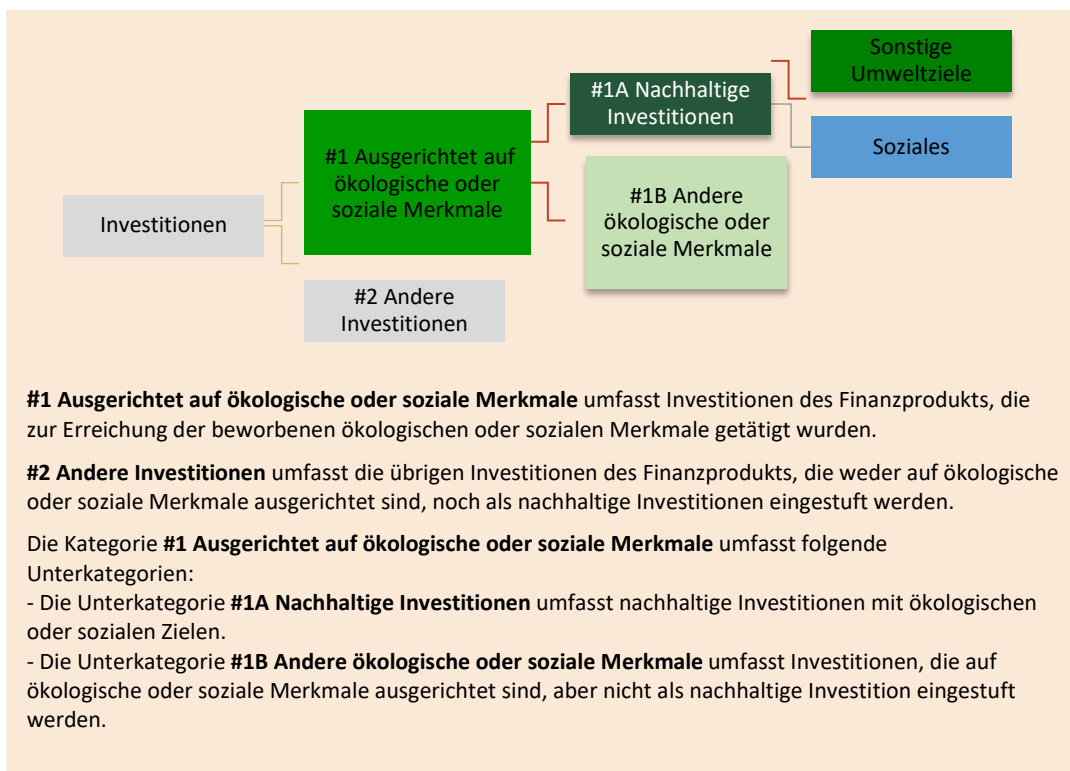 Sonstige
Umweltziele
#1A Nachhaltige
Investitionen
Soziales
#1 Ausgerichtet auf
ökologische oder
soziale Merkmale
#1B Andere
ökologische oder
soziale Merkmale
Investitionen
#2 Andere
Investitionen
#1 Ausgerichtet auf ökologische oder soziale Merkmale umfasst Investitionen des Finanzprodukts, die
zur Erreichung der beworbenen ökologischen oder sozialen Merkmale getätigt wurden.
#2 Andere Investitionen umfasst die übrigen Investitionen des Finanzprodukts, die weder auf ökologische
oder soziale Merkmale ausgerichtet sind, noch als nachhaltige Investitionen eingestuft werden.
Die Kategorie #1 Ausgerichtet auf ökologische oder soziale Merkmale umfasst folgende
Unterkategorien:
- Die Unterkategorie #1A Nachhaltige Investitionen umfasst nachhaltige Investitionen mit ökologischen
oder sozialen Zielen.
- Die Unterkategorie #1B Andere ökologische oder soziale Merkmale umfasst Investitionen, die auf
ökologische oder soziale Merkmale ausgerichtet sind, aber nicht als nachhaltige Investition eingestuft
werden.